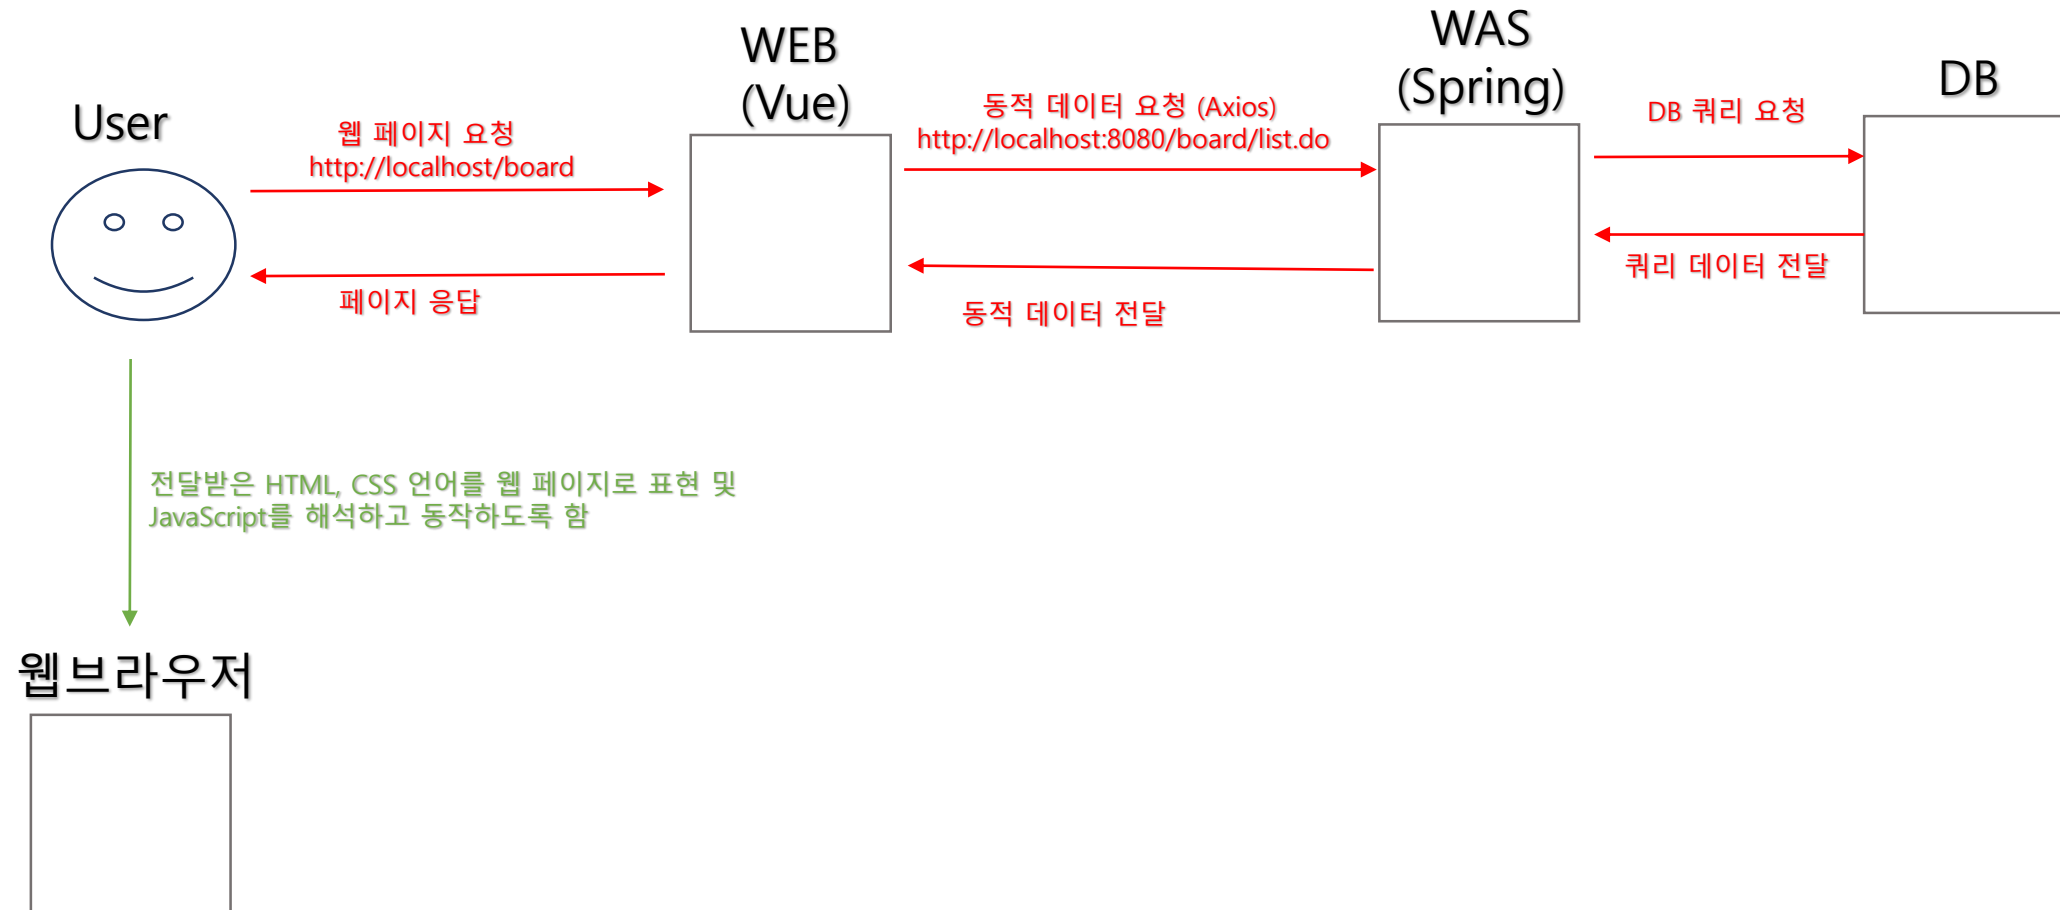 User
웹 페이지 요청
http://localhost/board
페이지 응답
WEB
(Vue)
동적 데이터 요청 (Axios)
http://localhost:8080/board/list.do
동적 데이터 전달
WAS
(Spring)
DB 쿼리 요청
쿼리 데이터 전달
DB
전달받은 HTML, CSS 언어를 웹 페이지로 표현 및
JavaScript를 해석하고 동작하도록 함
웹브라우저